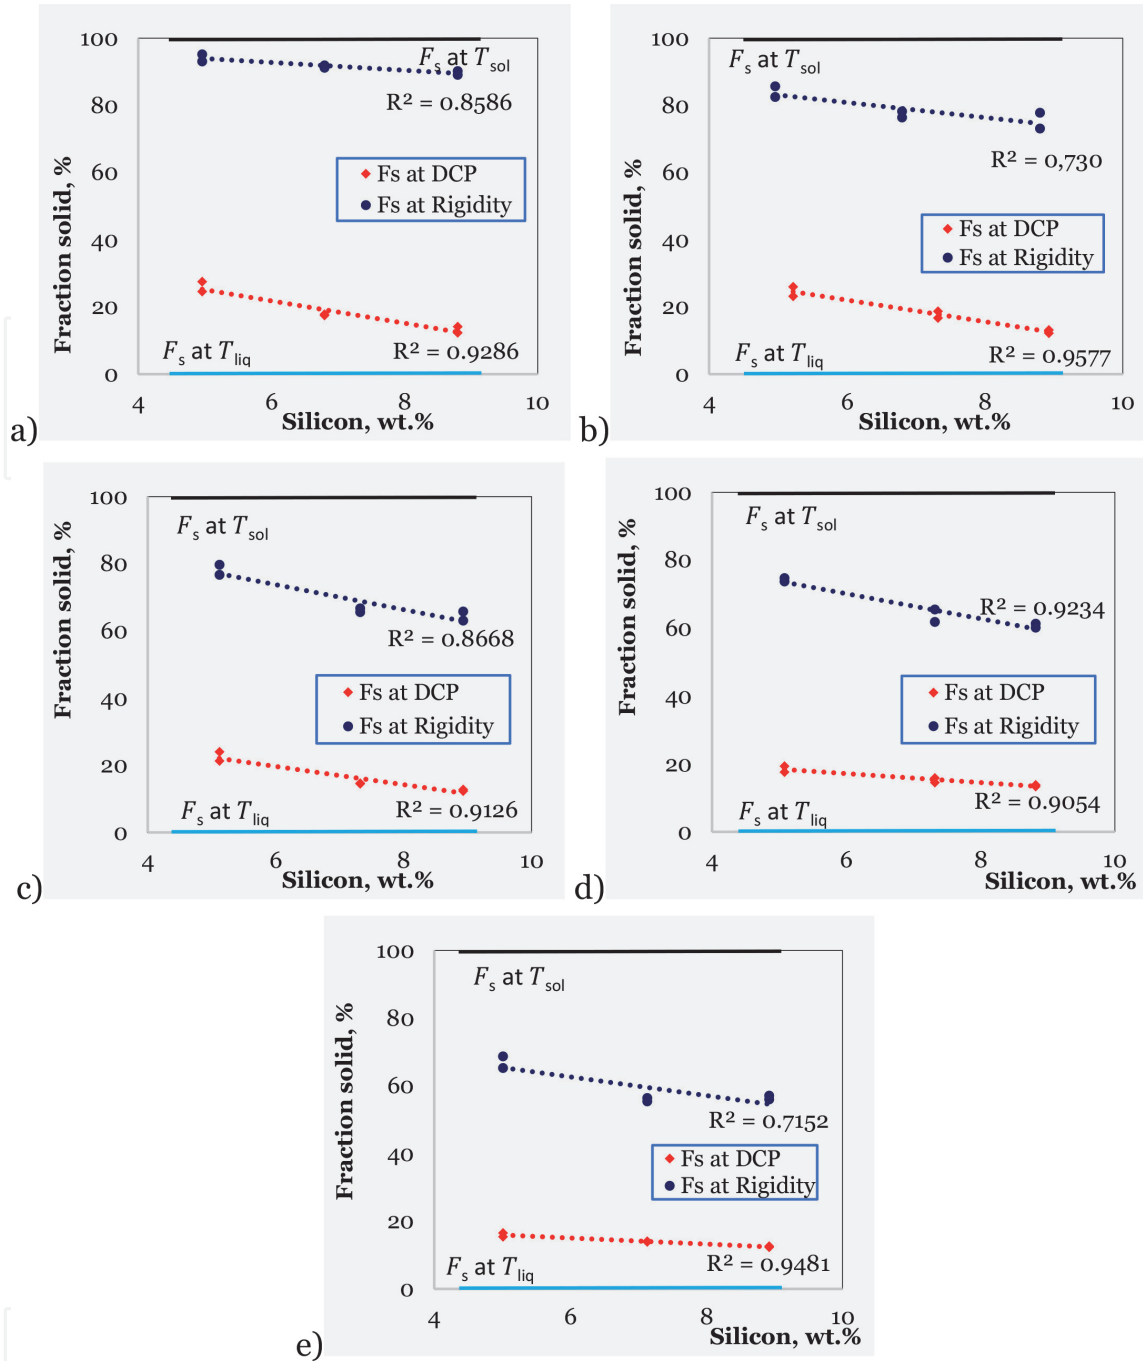 100
80
60
40
20
0
4 6 8 10
Fraction solid, %
Silicon, wt.%
Fs at Tsol
R² = 0.8586
Fs at DCP
Fs at Rigidity
Fs at Tliq
R² = 0.9286
a)
100
80
60
40
20
0
4 6 8 10
Fraction solid, %
Silicon, wt.%
Fs at Tsol
R² = 0,730
Fs at DCP
Fs at Rigidity
Fs at Tliq
R² = 0.9577
b)
100
80
60
40
20
0
4 6 8 10
Fraction solid, %
Silicon, wt.%
Fs at Tsol
R² = 0.8668
Fs at DCP
Fs at Rigidity
Fs at Tliq
R² = 0.9126
c)
100
80
60
40
20
0
4 6 8 10
Fraction solid, %
Silicon, wt.%
Fs at Tsol
R² = 0.9234
Fs at DCP
Fs at Rigidity
Fs at Tliq
R² = 0.9054
d)
100
80
60
40
20
0
4 6 8 10
Fraction solid, %
Silicon, wt.%
Fs at Tsol
R² = 0.7152
Fs at DCP
Fs at Rigidity
Fs at Tliq
R² = 0.9481
e)